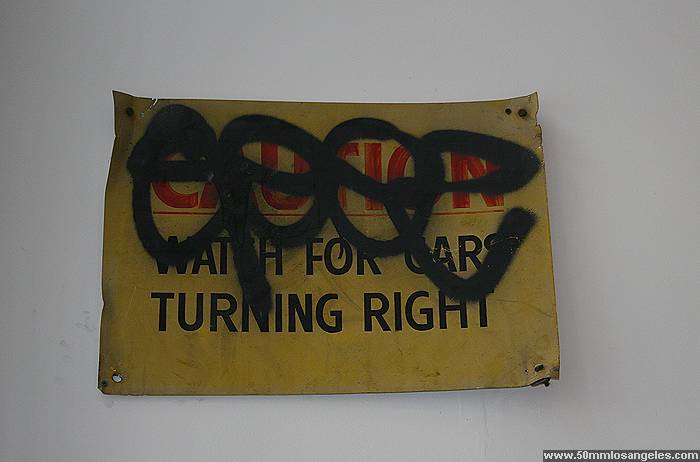 CAUTION
WATCH FOR CARS
TURNING RIGHT
www.50mmlosangeles.com